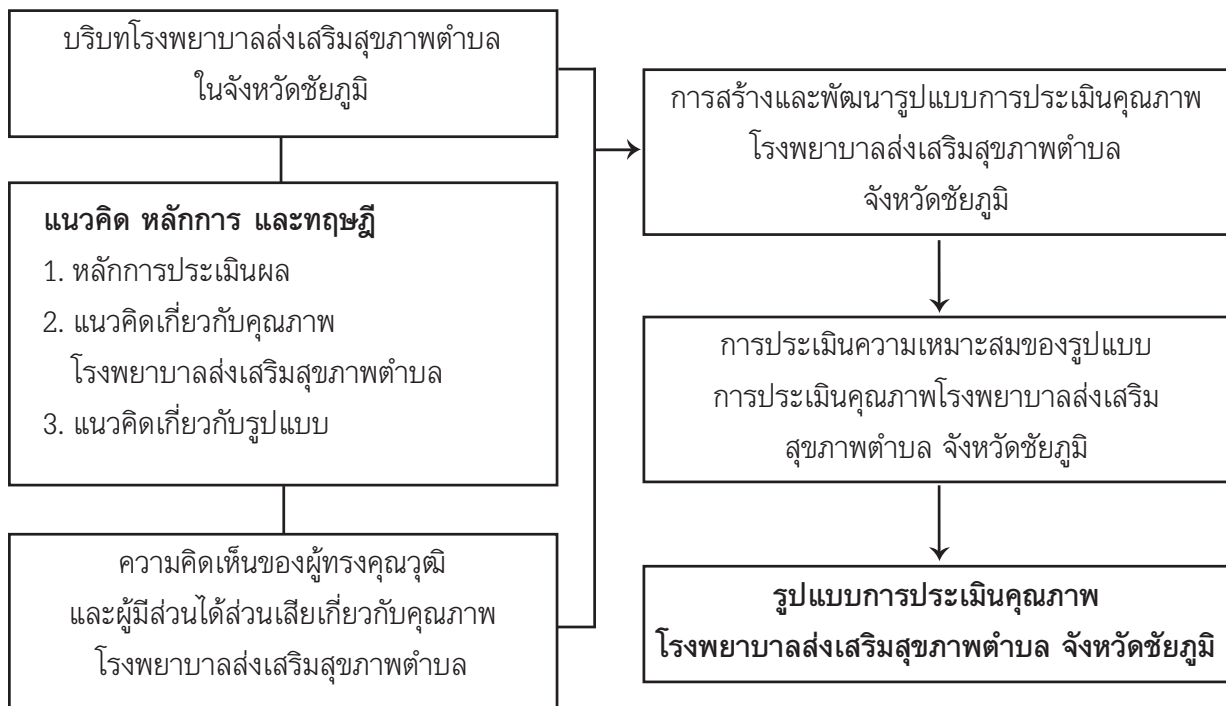 บริบทโรงพยาบาลส่งเสริมสุขภาพตำบล
ในจังหวัดชัยภูมิ
แนวคิด หลักการ และทฤษฎี
1. หลักการประเมินผล
2. แนวคิดเกี่ยวกับคุณภาพ
โรงพยาบาลส่งเสริมสุขภาพตำบล
3. แนวคิดเกี่ยวกับรูปแบบ
ความคิดเห็นของผู้ทรงคุณวุฒิ
และผู้มีส่วนได้ส่วนเสียเกี่ยวกับคุณภาพ
โรงพยาบาลส่งเสริมสุขภาพตำบล
การสร้างและพัฒนารูปแบบการประเมินคุณภาพ
โรงพยาบาลส่งเสริมสุขภาพตำบล
จังหวัดชัยภูมิ
การประเมินความเหมาะสมของรูปแบบ
การประเมินคุณภาพโรงพยาบาลส่งเสริม
สุขภาพตำบล จังหวัดชัยภูมิ
รูปแบบการประเมินคุณภาพ
โรงพยาบาลส่งเสริมสุขภาพตำบล จังหวัดชัยภูมิ